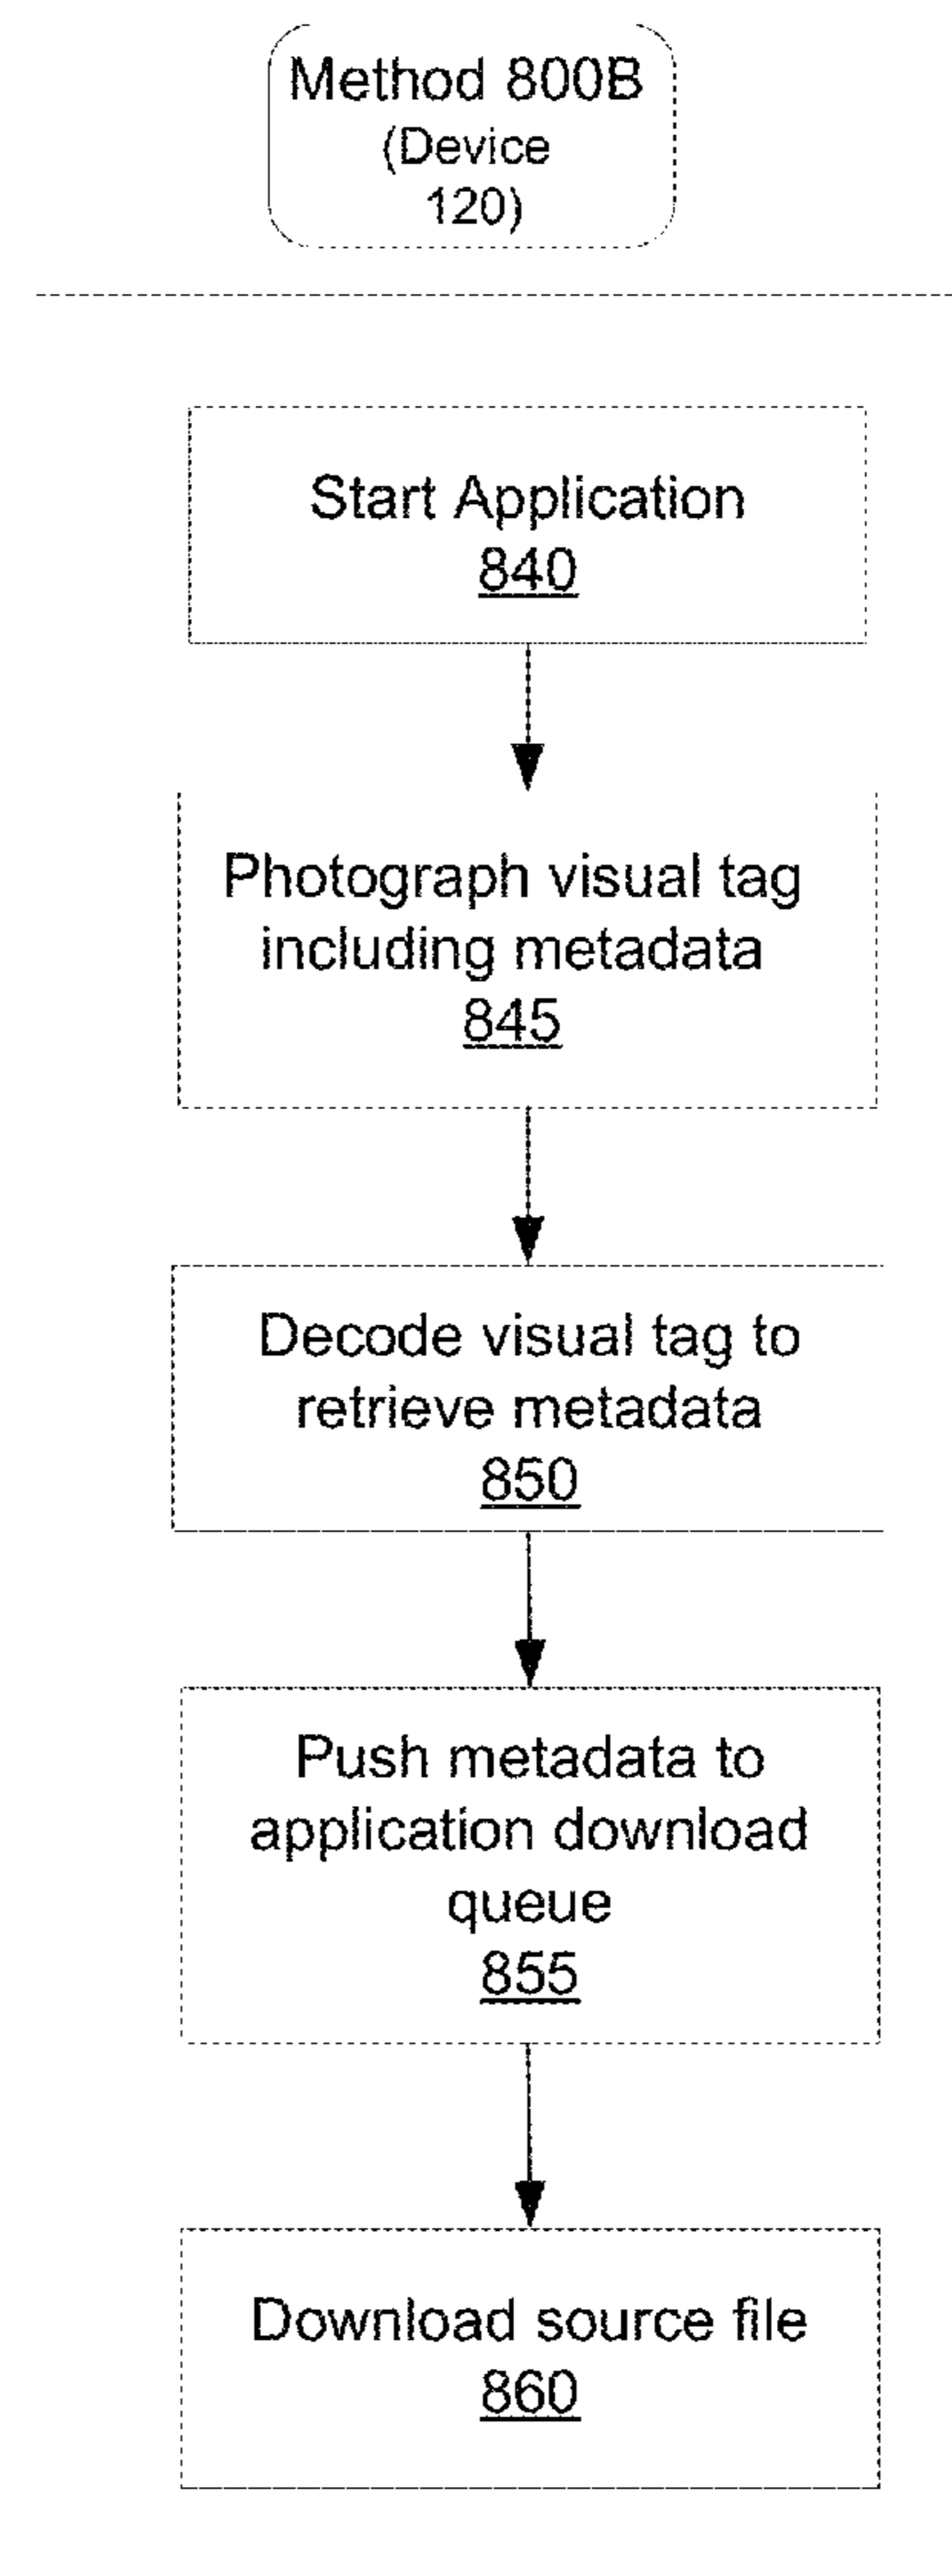 Method 800B
(Device
120)
Start Application
840
Photograph visual tag
including metadata
845
Decode visual tag to
retrieve metadata
850
Push metadata to
application download
queue
855
Download source file
860